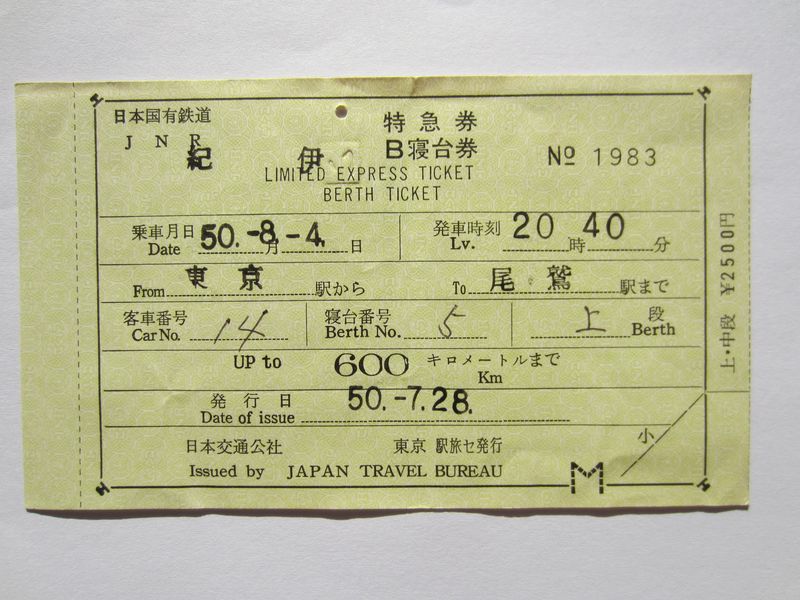 日本国有鉄道 特急券
J N R 紀 伊 B寝台券 № 1983
LIMITED EXPRESS TICKET
BERTH TICKET
乗車月日 50.-8月-4.日 発車時刻 20時40分
Date Lv.
From 東京 駅から To 尾鷲 駅まで
客車番号 14 寝台番号 5 上 段
Car No. Berth No. Berth
UP to 600 キロメートルまで
Km
発行日 50.-7.28.
Date of issue
日本交通公社 東京 駅旅セ発行
Issued by JAPAN TRAVEL BUREAU M
小
上・中段 ¥2500円